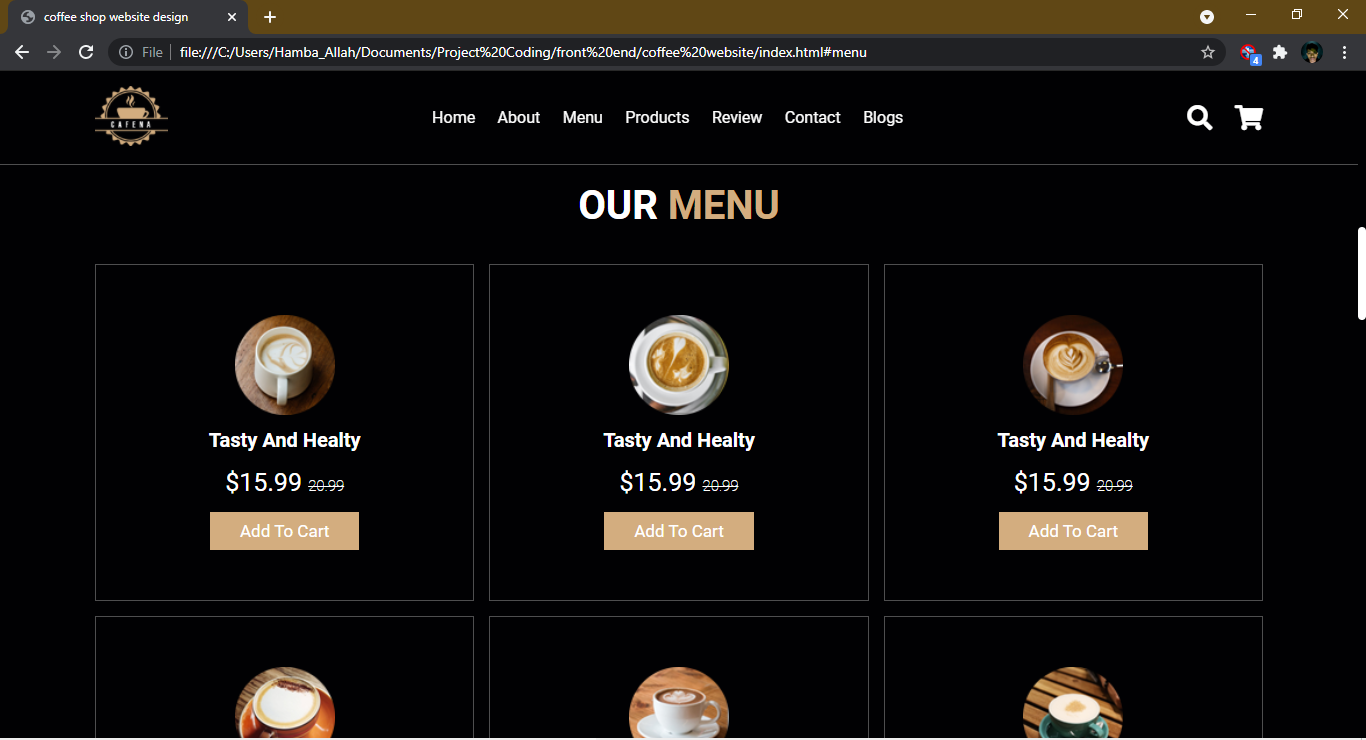 coffee shop website design
File file:///C:/Users/Hamba_Allah/Documents/Project%20Coding/front%20end/coffee%20website/index.html#menu
4
CAFENA
Home About Menu Products Review Contact Blogs
OUR MENU
Tasty And Healty Tasty And Healty Tasty And Healty
$15.99 20.99 $15.99 20.99 $15.99 20.99
Add To Cart Add To Cart Add To Cart